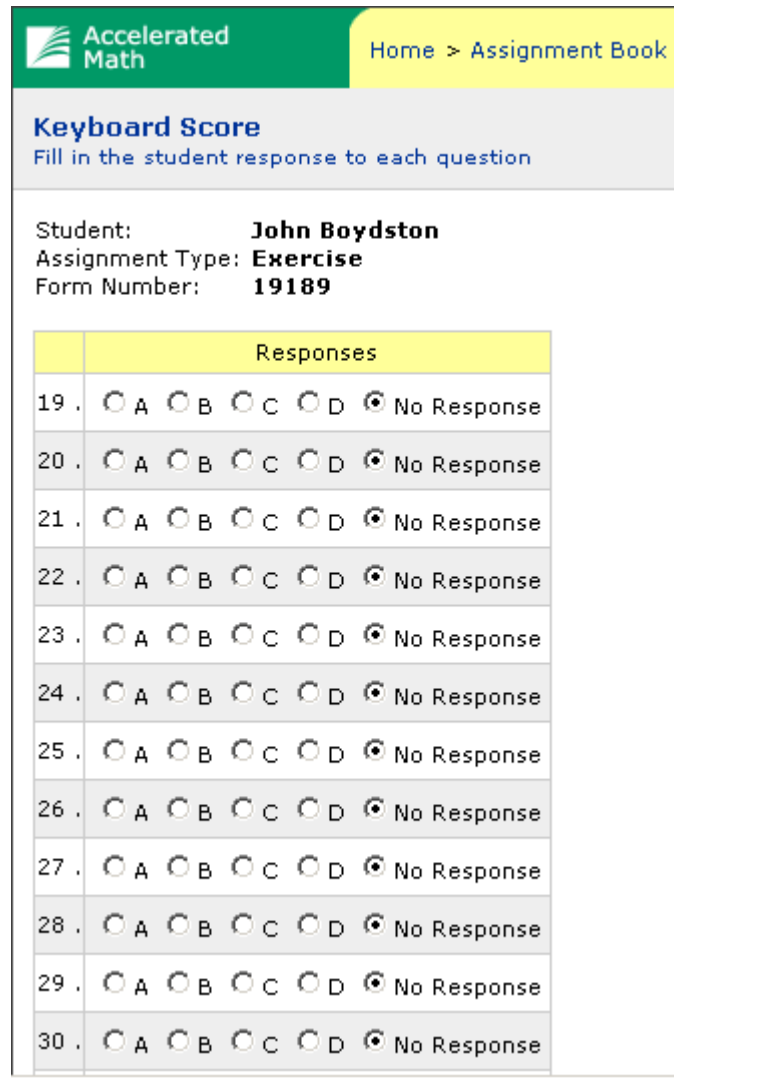 Accelerated
Math
Home > Assignment Book
Keyboard Score
Fill in the student response to each question
Student: John Boydston
Assignment Type: Exercise
Form Number: 19189
Responses
19 . A B C D No Response
20 . A B C D No Response
21 . A B C D No Response
22 . A B C D No Response
23 . A B C D No Response
24 . A B C D No Response
25 . A B C D No Response
26 . A B C D No Response
27 . A B C D No Response
28 . A B C D No Response
29 . A B C D No Response
30 . A B C D No Response